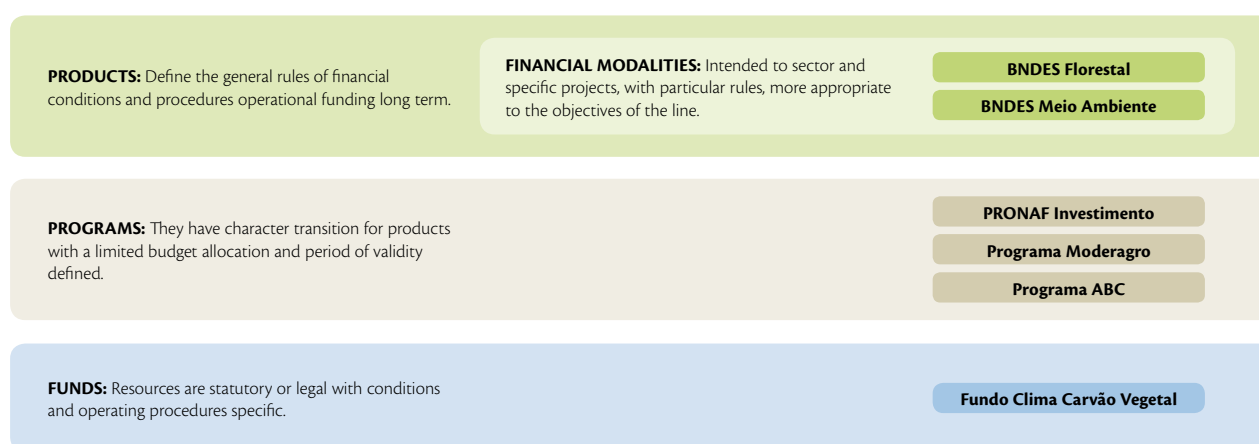 PRODUCTS: Define the general rules of financial
conditions and procedures operational funding long term.
FINANCIAL MODALITIES: Intended to sector and
specific projects, with particular rules, more appropriate
to the objectives of the line.
BNDES Florestal
BNDES Meio Ambiente
PROGRAMS: They have character transition for products
with a limited budget allocation and period of validity
defined.
PRONAF Investimento
Programa Moderagro
Programa ABC
FUNDS: Resources are statutory or legal with conditions
and operating procedures specific.
Fundo Clima Carvão Vegetal